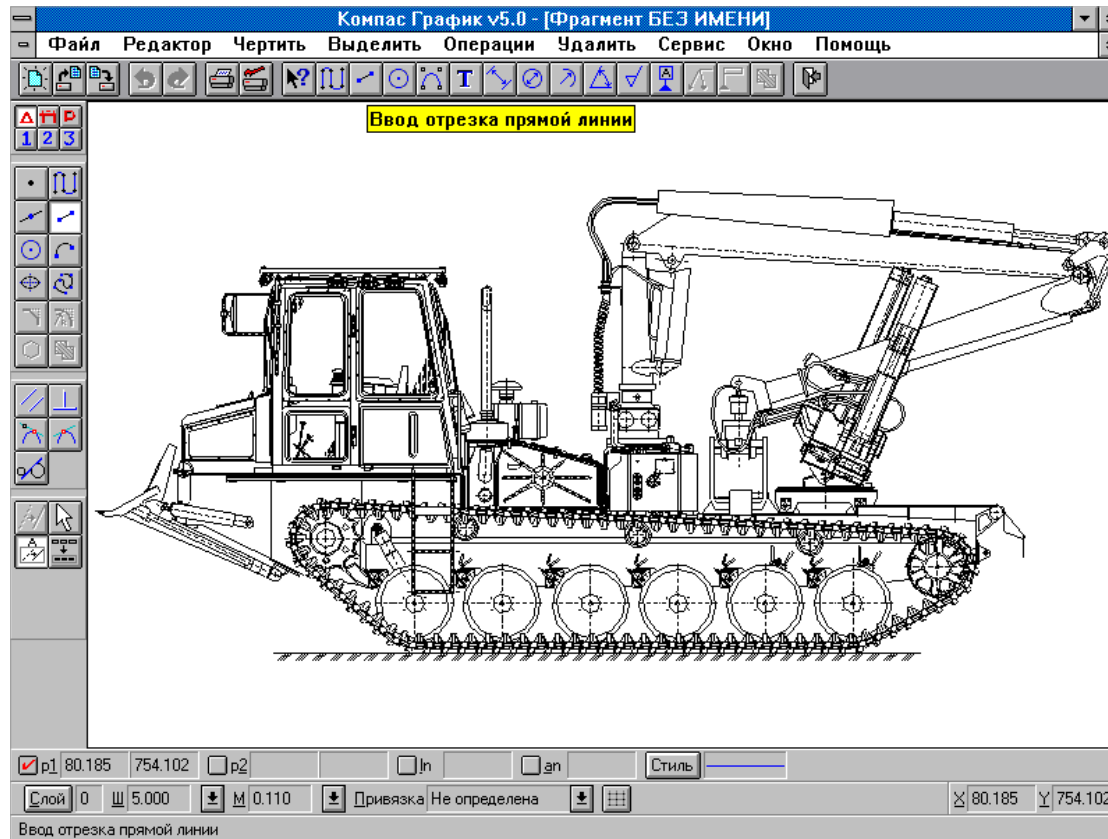 Компас График v5.0 - [Фрагмент БЕЗ ИМЕНИ]
Файл Редактор Чертить Выделить Операции Удалить Сервис Окно Помощь
T A
Ввод отрезка прямой линии
1 2 3
p1 80.185 754.102 p2 ln an Стиль
Слой 0 Ш 5.000 М 0.110 Привязка Не определена X 80.185 Y 754.102
Ввод отрезка прямой линии